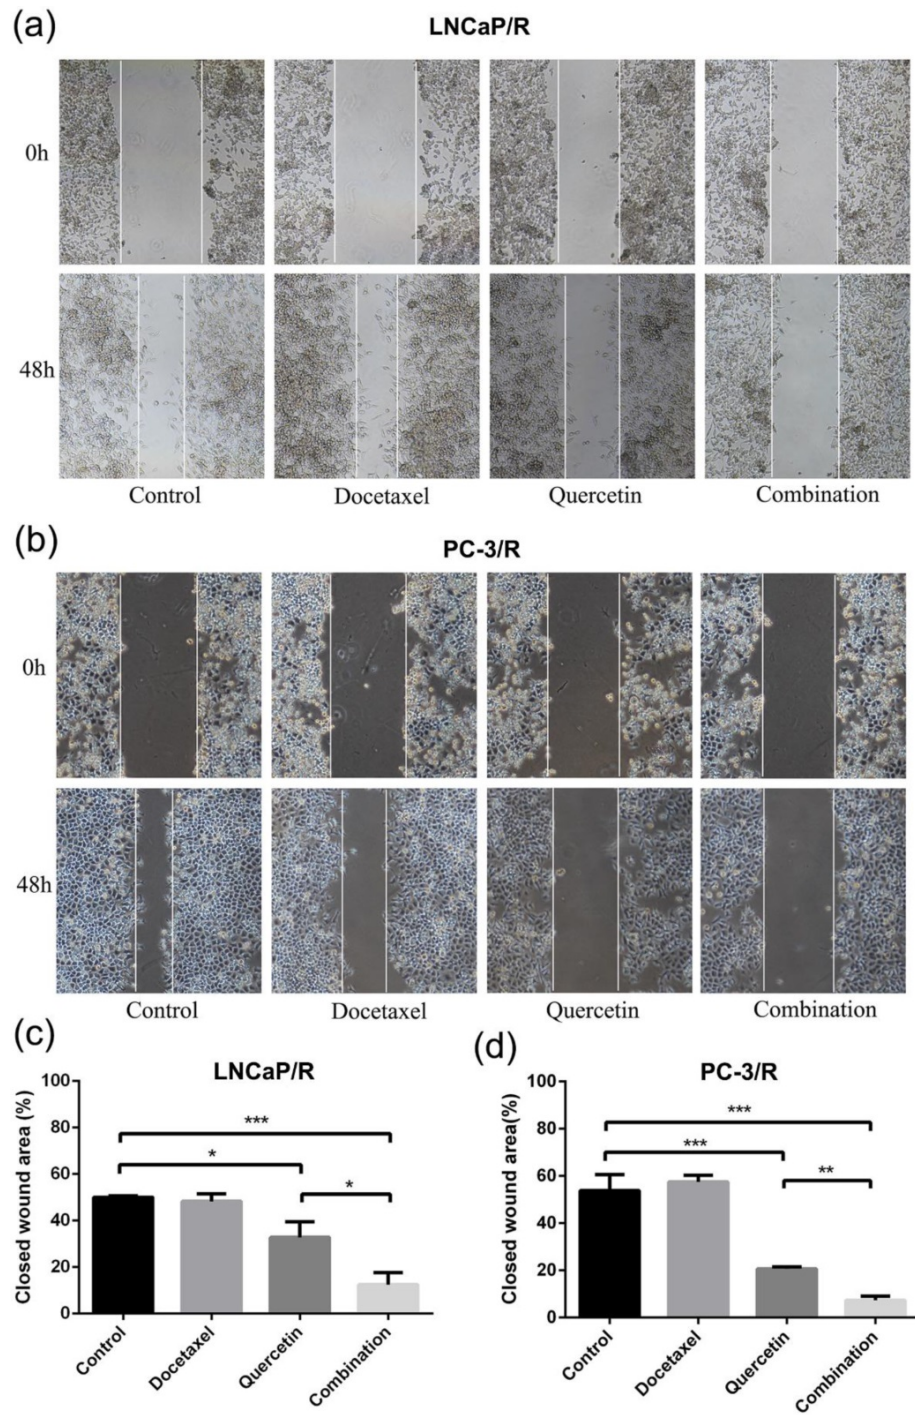 (a)
LNCaP/R
0h
48h
Control Docetaxel Quercetin Combination
(b)
PC-3/R
0h
48h
Control Docetaxel Quercetin Combination
(c)
LNCaP/R
Closed wound area (%)
100
80
60
40
20
0
***
*
*
Control Docetaxel Quercetin Combination
(d)
PC-3/R
Closed wound area(%)
100
80
60
40
20
0
***
***
**
Control Docetaxel Quercetin Combination